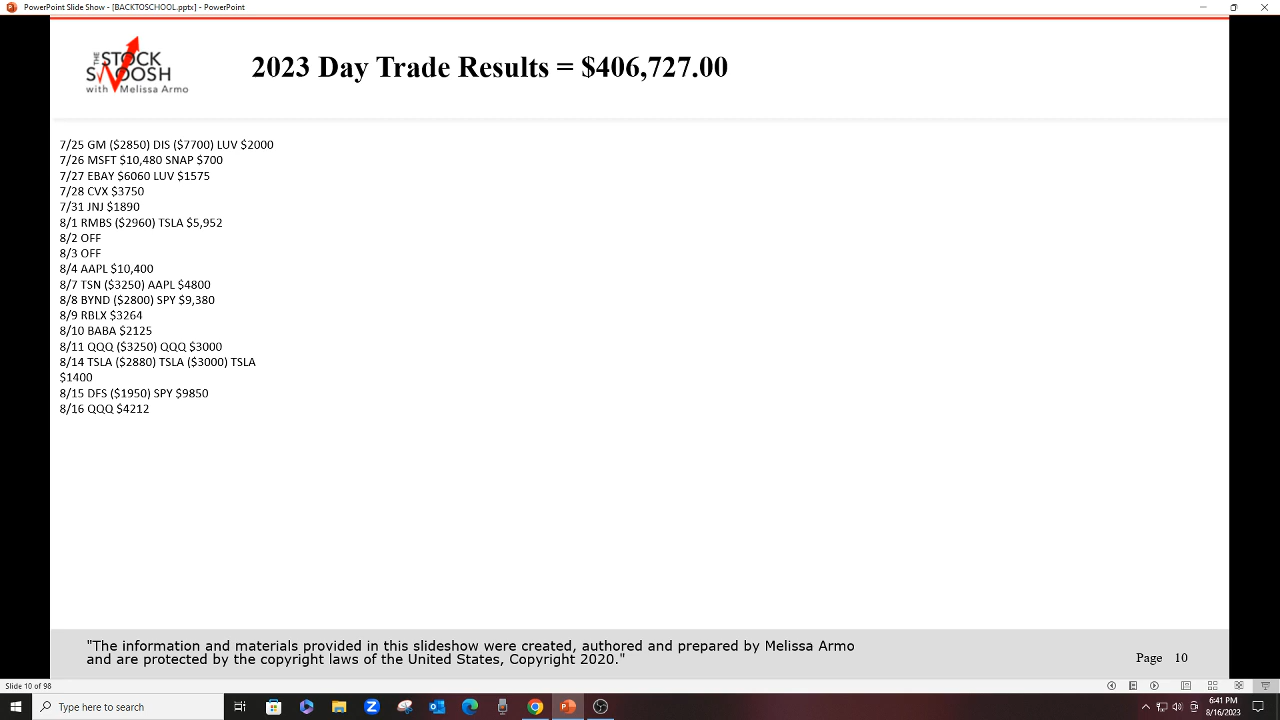 PowerPoint Slide Show - [BACKTOSCHOOL.pptx] - PowerPoint
THE
STOCK
SWOOSH
with Melissa Armo
2023 Day Trade Results = $406,727.00
7/25 GM ($2850) DIS ($7700) LUV $2000
7/26 MSFT $10,480 SNAP $700
7/27 EBAY $6060 LUV $1575
7/28 CVX $3750
7/31 JNJ $1890
8/1 RMBS ($2960) TSLA $5,952
8/2 OFF
8/3 OFF
8/4 AAPL $10,400
8/7 TSN ($3250) AAPL $4800
8/8 BYND ($2800) SPY $9,380
8/9 RBLX $3264
8/10 BABA $2125
8/11 QQQ ($3250) QQQ $3000
8/14 TSLA ($2880) TSLA ($3000) TSLA
$1400
8/15 DFS ($1950) SPY $9850
8/16 QQQ $4212
"The information and materials provided in this slideshow were created, authored and prepared by Melissa Armo
and are protected by the copyright laws of the United States, Copyright 2020."
Page 10
Slide 10 of 98
Type here to search
6:41 PM
8/16/2023